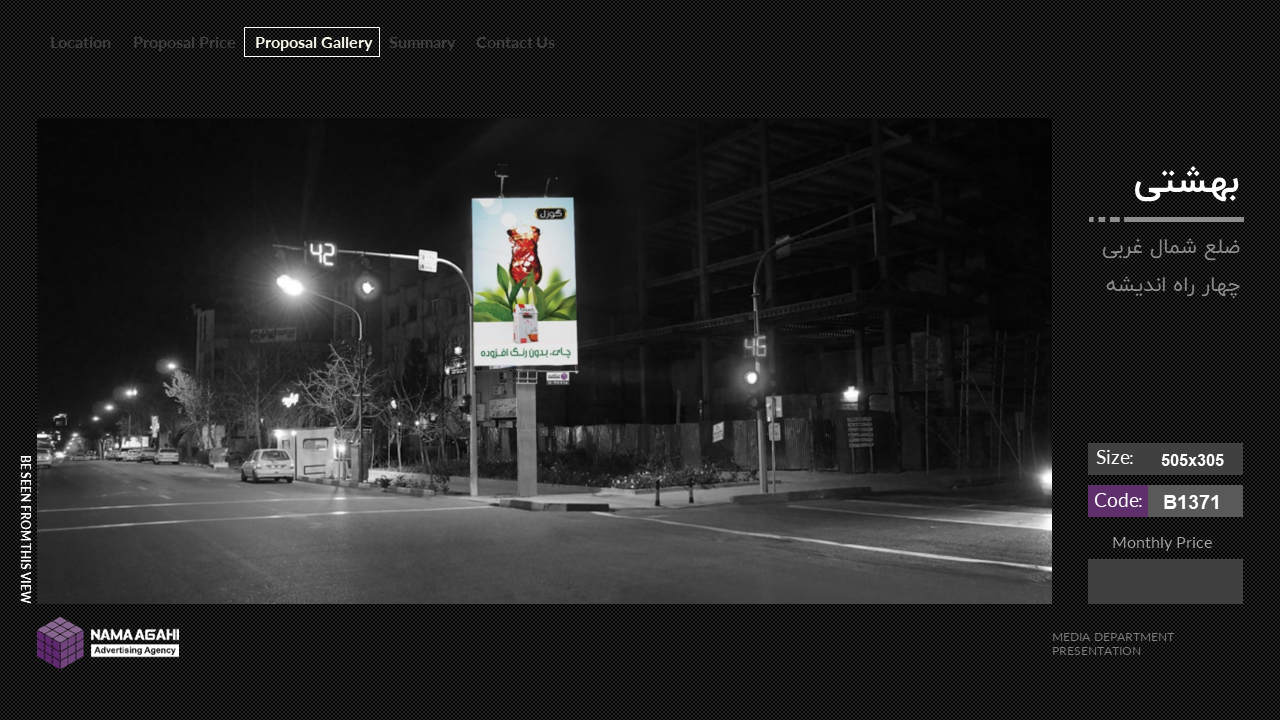 Location Proposal Price Proposal Gallery Summary Contact Us
بهشتی
ضلع شمال غربی
چهار راه اندیشه
42
گورل
46
چای، بدون رنگ افزوده
Size: 505x305
Code: B1371
Monthly Price
BE SEEN FROM THIS VIEW
NAMA AGAHI
Advertising Agency
MEDIA DEPARTMENT
PRESENTATION